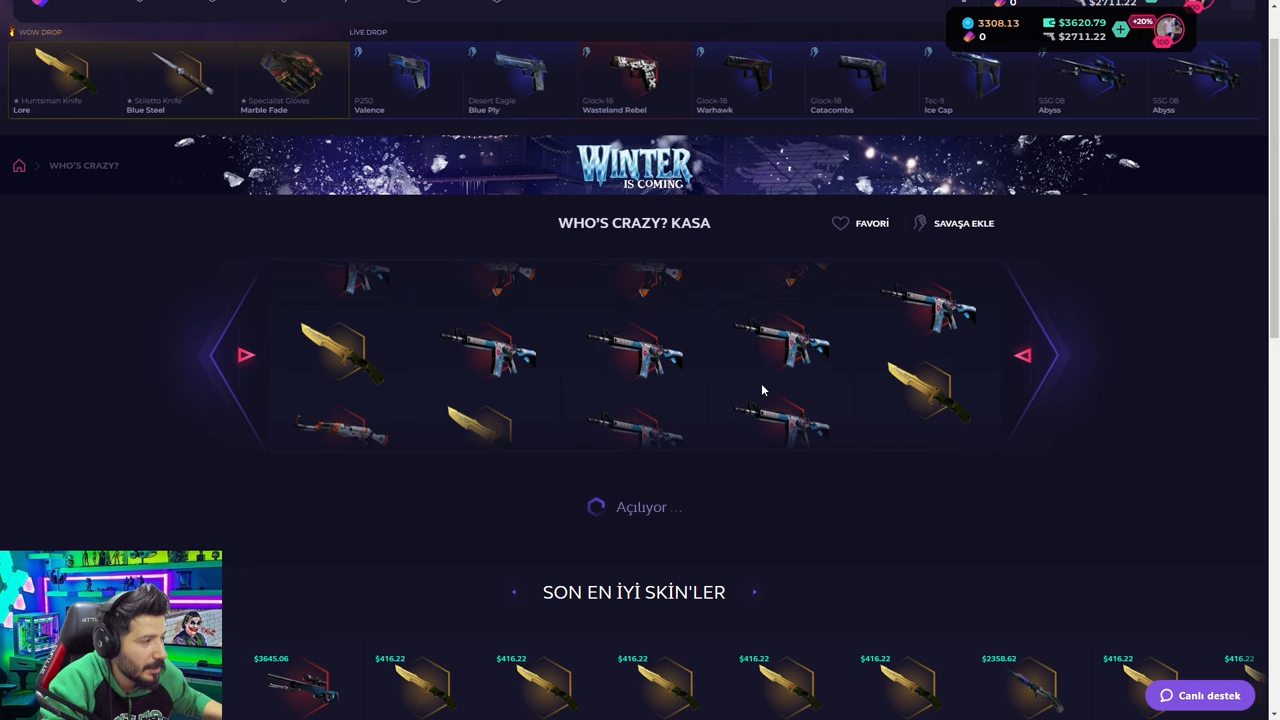 0
$2711.22
3308.13
$3620.79
+20%
0
$2711.22
100
WOW DROP
LIVE DROP
★ Huntsman Knife
Lore
★ Stiletto Knife
Blue Steel
★ Specialist Gloves
Marble Fade
P250
Valence
Desert Eagle
Blue Ply
Glock-18
Wasteland Rebel
Glock-18
Warhawk
Glock-18
Catacombs
Tec-9
Ice Cap
SSG 08
Abyss
SSG 08
Abyss
WHO'S CRAZY?
WINTER
IS COMING
WHO'S CRAZY? KASA
FAVORİ
SAVAŞA EKLE
Açılıyor ...
SON EN İYİ SKİN'LER
$3645.06
$416.22
$416.22
$416.22
$416.22
$416.22
$2358.62
$416.22
$416.22
Canlı destek